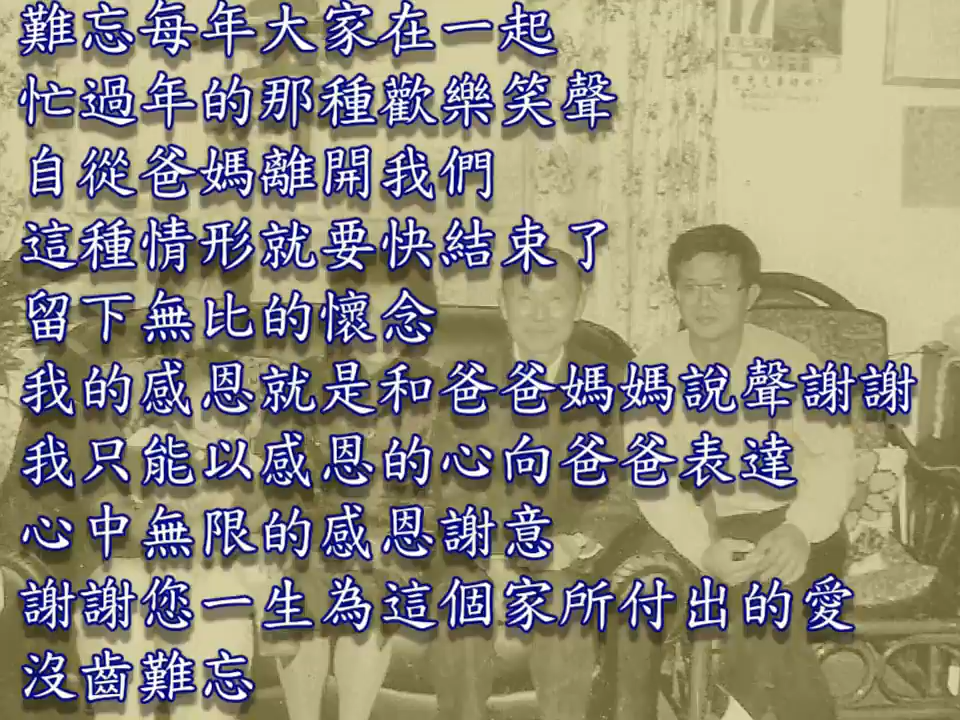 難忘每年大家在一起
忙過年的那種歡樂笑聲
自從爸媽離開我們
這種情形就要快結束了
留下無比的懷念
我的感恩就是和爸爸媽媽說聲謝謝
我只能以感恩的心向爸爸表達
心中無限的感恩謝意
謝謝您一生為這個家所付出的愛
沒齒難忘
17